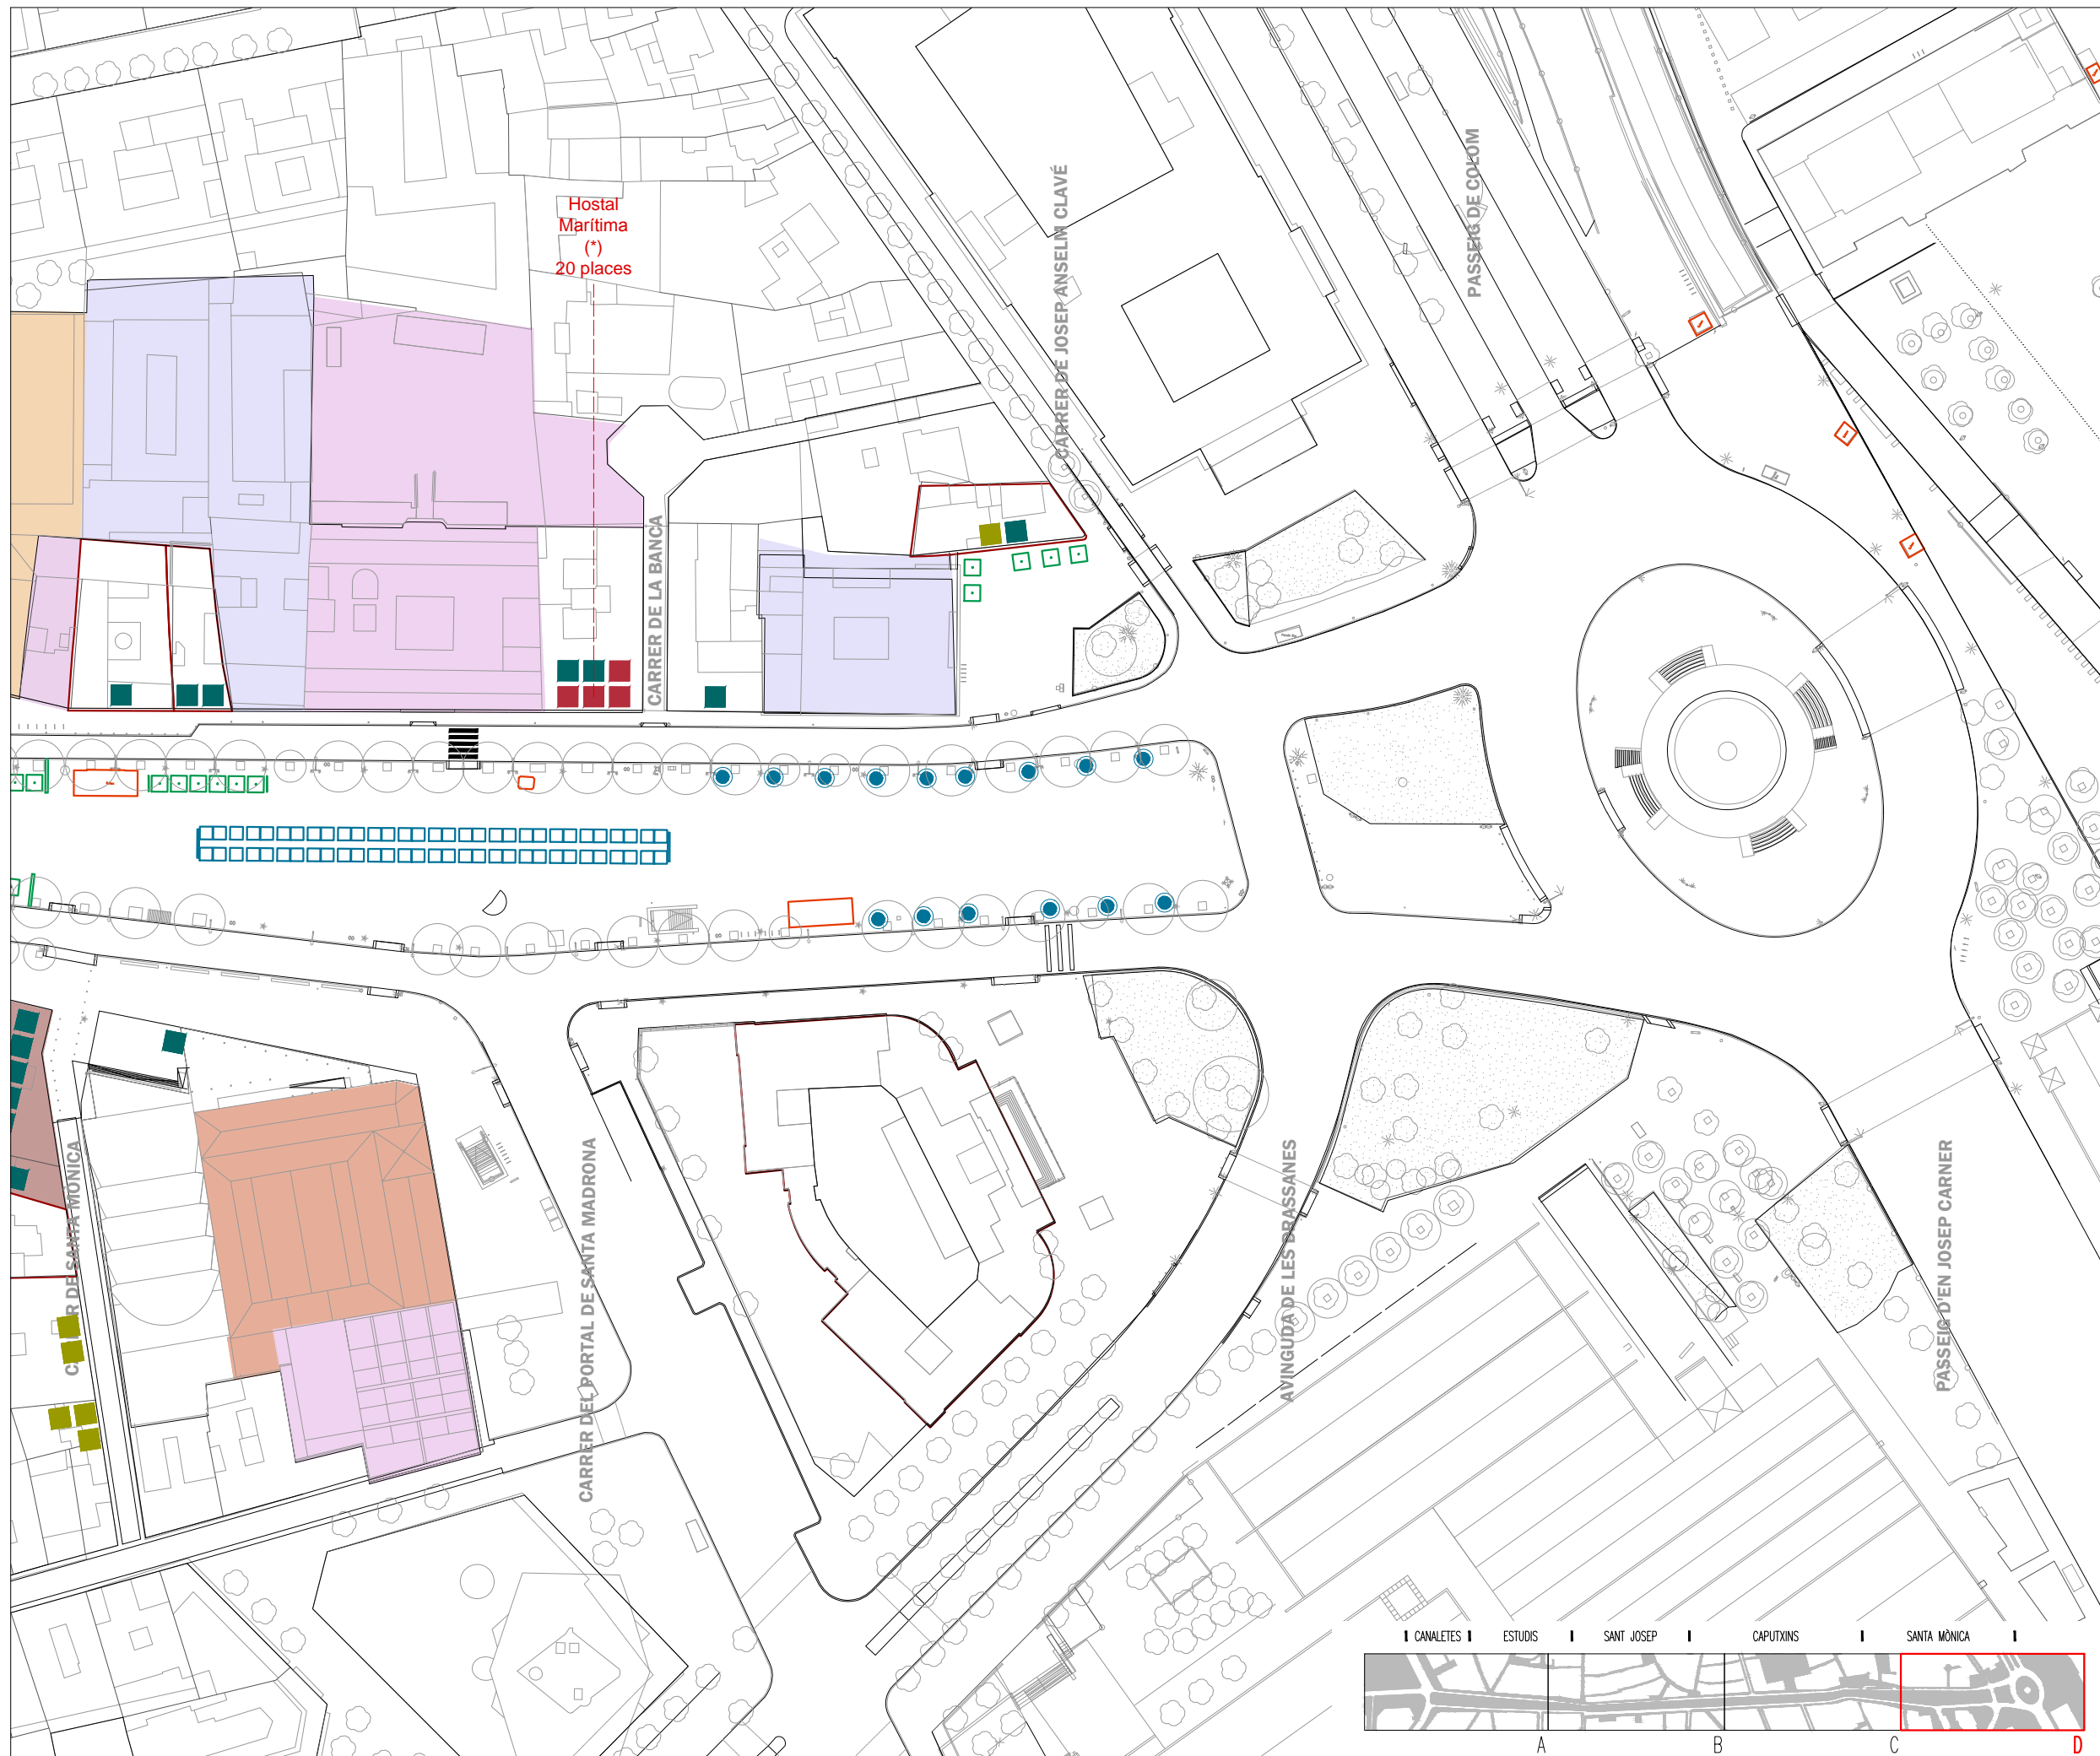 Hostal
Marítima
(*)
20 places
CARRER DE JOSEP ANSELM CLAVÉ
PASSEIG DE COLOM
CARRER DE LA BANCA
CARRER DE SANTA MONICA
CARRER DEL PORTAL DE SANTA MADRONA
AVINGUDA DE LES DRASSANES
PASSEIG D'EN JOSEP CARNER
CANALETES ESTUDIS SANT JOSEP CAPUTXINS SANTA MÒNICA
A B C D